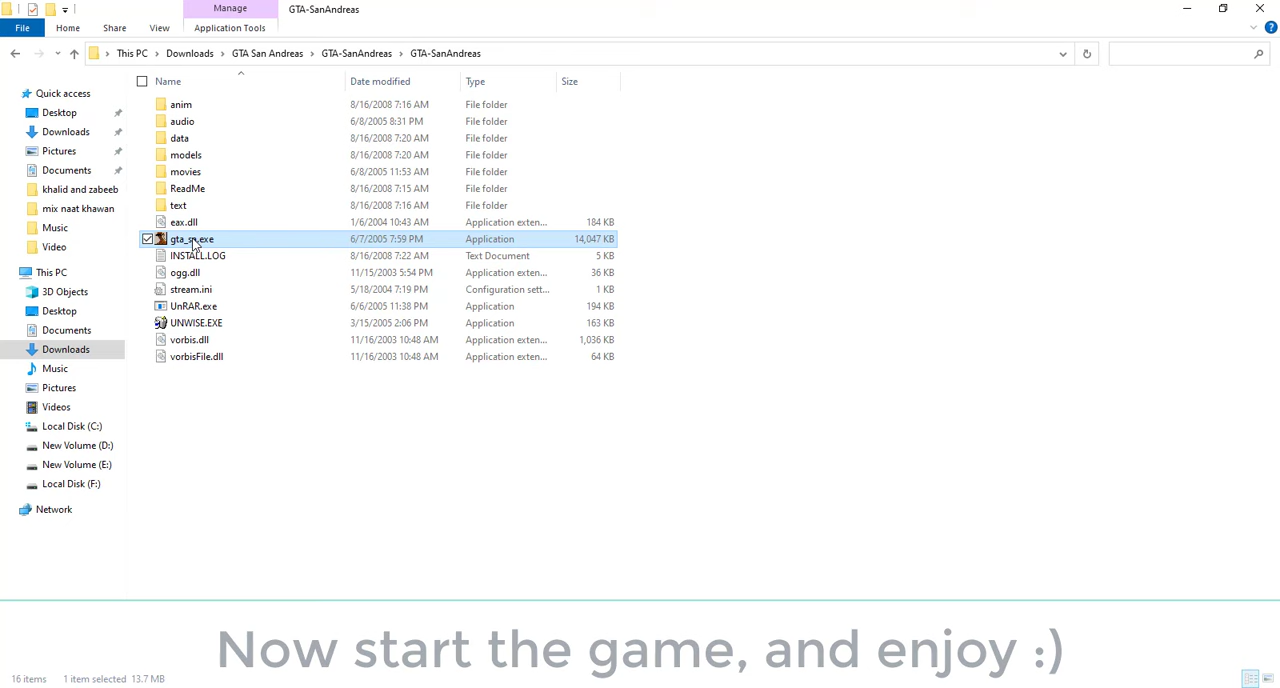 Manage
GTA-SanAndreas
File
Home
Share
View
Application Tools
This PC
Downloads
GTA San Andreas
GTA-SanAndreas
GTA-SanAndreas
Name
Date modified
Type
Size
Quick access
Desktop
Downloads
Pictures
Documents
khalid and zabeeb
mix naat khawan
Music
Video
This PC
3D Objects
Desktop
Documents
Downloads
Music
Pictures
Videos
Local Disk (C:)
New Volume (D:)
New Volume (E:)
Local Disk (F:)
Network
anim 8/16/2008 7:16 AM File folder
audio 6/8/2005 8:31 PM File folder
data 8/16/2008 7:20 AM File folder
models 8/16/2008 7:20 AM File folder
movies 6/8/2005 11:53 AM File folder
ReadMe 8/16/2008 7:15 AM File folder
text 8/16/2008 7:16 AM File folder
eax.dll 1/6/2004 10:43 AM Application exten... 184 KB
gta_sa.exe 6/7/2005 7:59 PM Application 14,047 KB
INSTALL.LOG 8/16/2008 7:22 AM Text Document 5 KB
ogg.dll 11/15/2003 5:54 PM Application exten... 36 KB
stream.ini 5/18/2004 7:19 PM Configuration sett... 1 KB
UnRAR.exe 6/6/2005 11:38 PM Application 194 KB
UNWISE.EXE 3/15/2005 2:06 PM Application 163 KB
vorbis.dll 11/16/2003 10:48 AM Application exten... 1,036 KB
vorbisFile.dll 11/16/2003 10:48 AM Application exten... 64 KB
Now start the game, and enjoy :)
16 items 1 item selected 13.7 MB